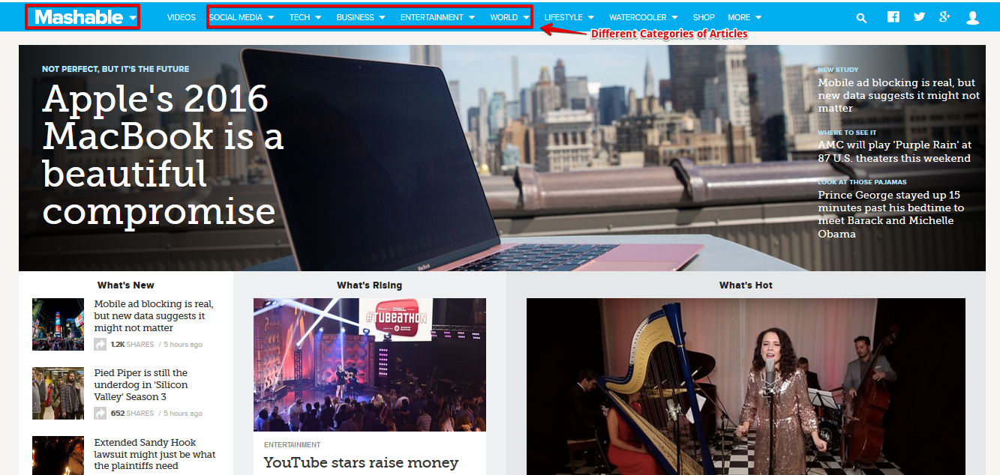 Mashable
VIDEOS
SOCIAL MEDIA
TECH
BUSINESS
ENTERTAINMENT
WORLD
LIFESTYLE
WATERCOOLER
SHOP
MORE
Different Categories of Articles
NOT PERFECT, BUT IT'S THE FUTURE
Apple's 2016
MacBook is a
beautiful
compromise
MacBook
NEW STUDY
Mobile ad blocking is real, but
new data suggests it might not
matter
WHERE TO SEE IT
AMC will play 'Purple Rain' at
87 U.S. theaters this weekend
LOOK AT THOSE PAJAMAS
Prince George stayed up 15
minutes past his bedtime to
meet Barack and Michelle
Obama
What's New
Mobile ad blocking is real,
but new data suggests it
might not matter
1.2K SHARES / 5 hours ago
Pied Piper is still the
underdog in 'Silicon
Valley' Season 3
652 SHARES / 5 hours ago
Extended Sandy Hook
lawsuit might just be what
the plaintiffs need
What's Rising
#TUBEATHON
American Red Cross
ENTERTAINMENT
YouTube stars raise money
What's Hot